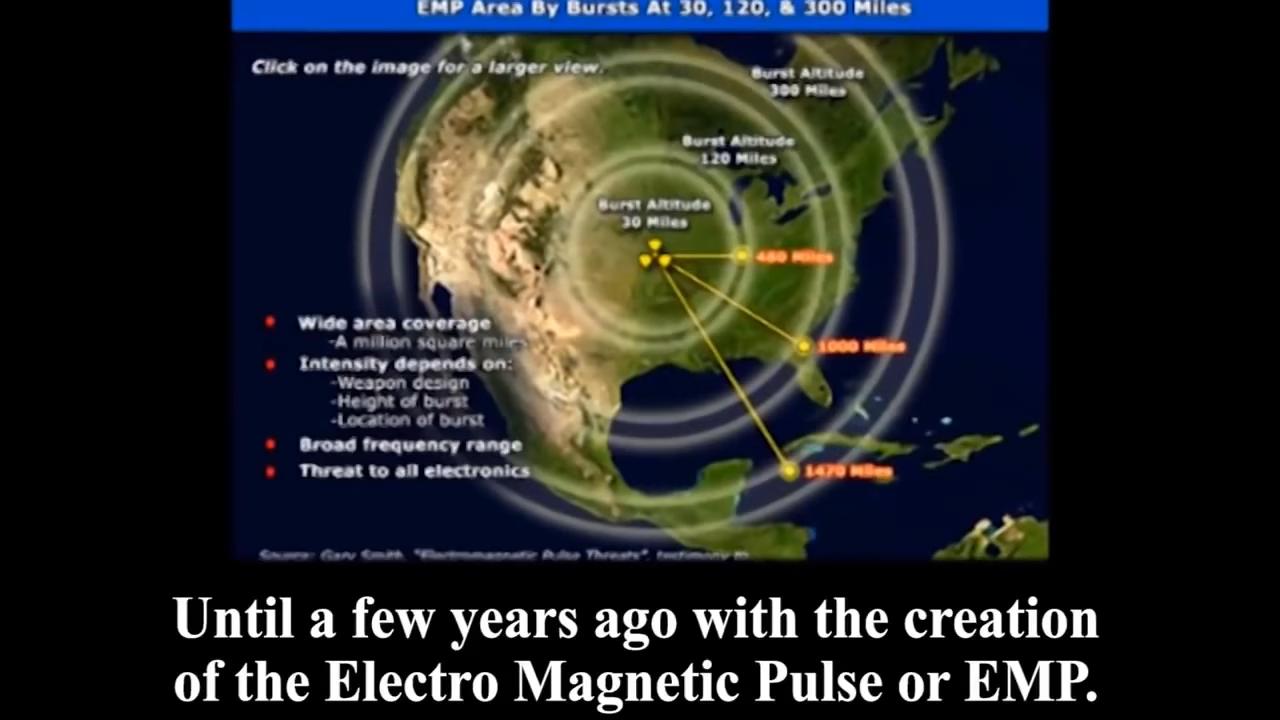 EMP Area By Bursts At 30, 120, & 300 Miles
Click on the image for a larger view.
Burst Altitude
300 Miles
Burst Altitude
120 Miles
Burst Altitude
30 Miles
480 Miles
1000 Miles
1470 Miles
Wide area coverage
-A million square miles
Intensity depends on:
-Weapon design
-Height of burst
-Location of burst
Broad frequency range
Threat to all electronics
Source: Gary Smith, "Electromagnetic Pulse Threats", testimony to
Until a few years ago with the creation
of the Electro Magnetic Pulse or EMP.